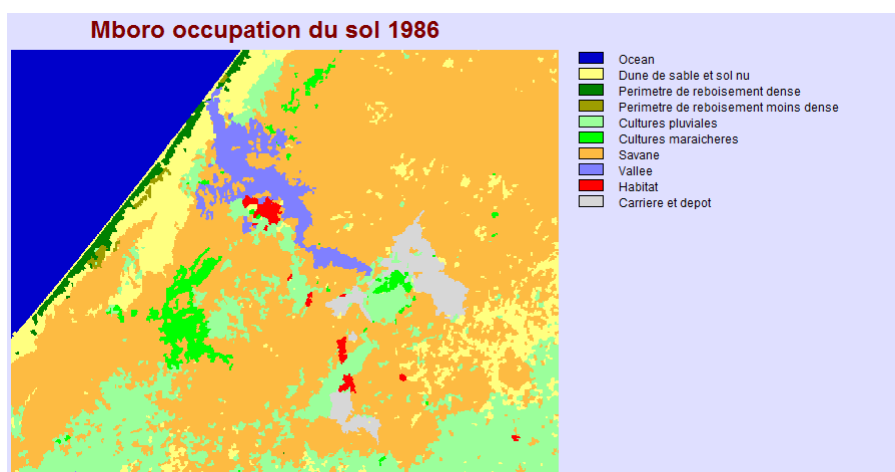 Mboro occupation du sol 1986
Ocean
Dune de sable et sol nu
Perimetre de reboisement dense
Perimetre de reboisement moins dense
Cultures pluviales
Cultures maraicheres
Savane
Vallee
Habitat
Carriere et depot